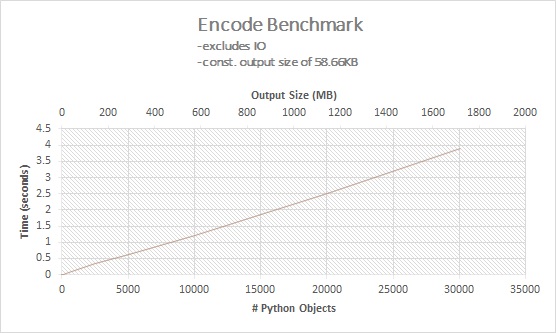 Encode Benchmark
-excludes IO
-const. output size of 58.66KB
Output Size (MB)
0 200 400 600 800 1000 1200 1400 1600 1800 2000
4.5
4
3.5
3
2.5
2
1.5
1
0.5
0
Time (seconds)
0 5000 10000 15000 20000 25000 30000 35000
# Python Objects